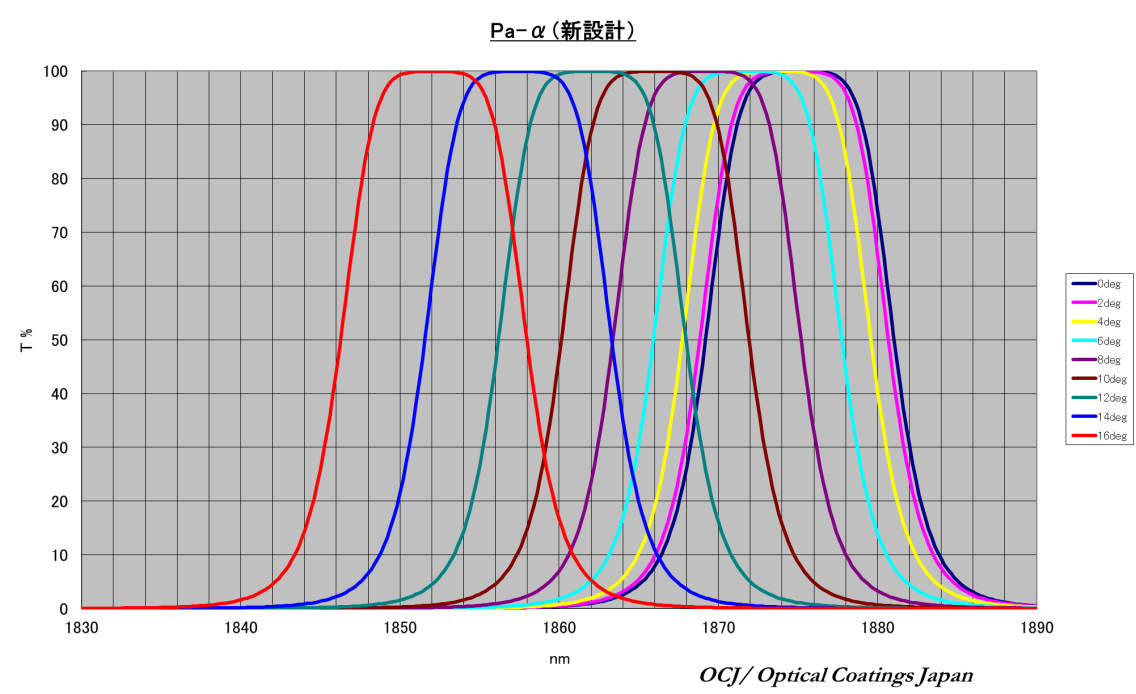 Pa-α(新設計)
100
90
80
70
60
50
40
30
20
10
0
T %
1830 1840 1850 1860 1870 1880 1890
nm
0deg
2deg
4deg
6deg
8deg
10deg
12deg
14deg
16deg
OCJ/ Optical Coatings Japan